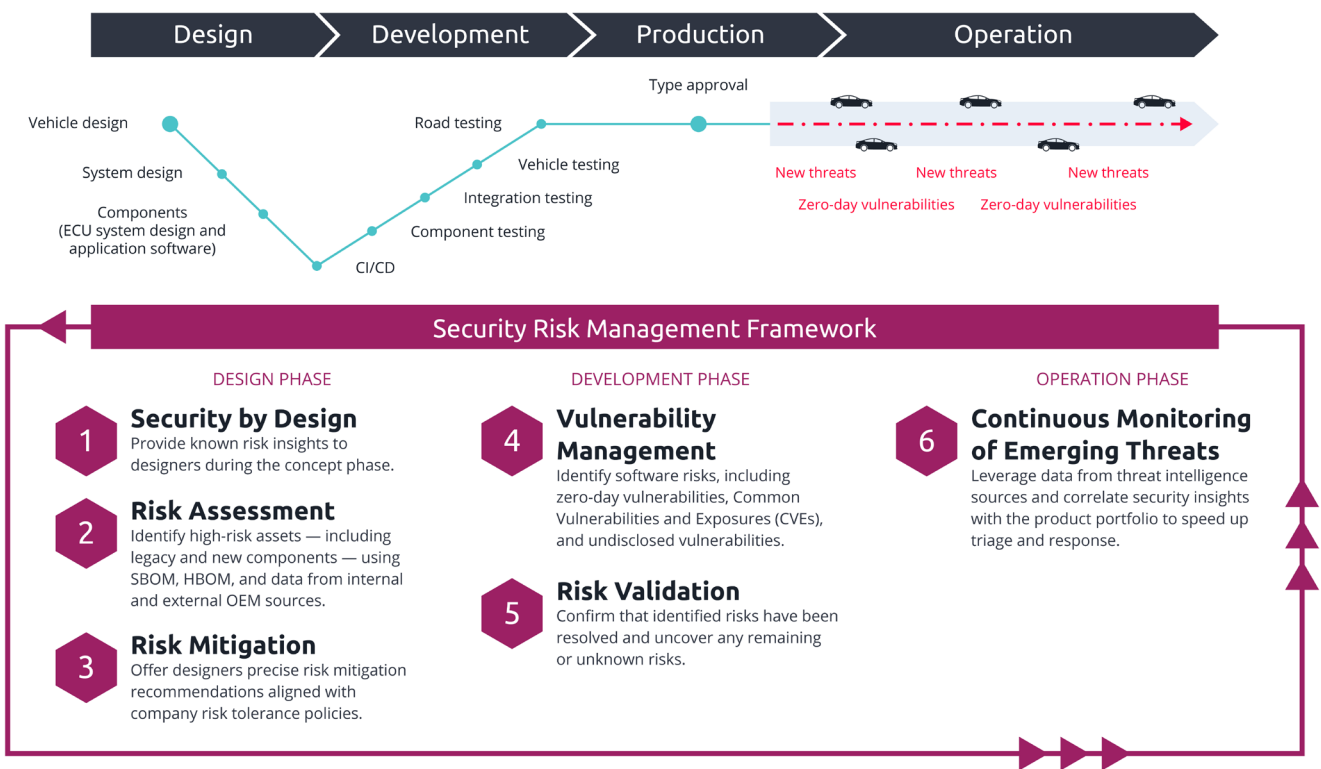 Design
Development
Production
Operation
Type approval
Vehicle design
Road testing
System design
Vehicle testing
Components
(ECU system design and
application software)
Integration testing
Component testing
CI/CD
New threats
New threats
New threats
Zero-day vulnerabilities
Zero-day vulnerabilities
Security Risk Management Framework
DESIGN PHASE
1
Security by Design
Provide known risk insights to
designers during the concept phase.
2
Risk Assessment
Identify high-risk assets — including
legacy and new components — using
SBOM, HBOM, and data from internal
and external OEM sources.
3
Risk Mitigation
Offer designers precise risk mitigation
recommendations aligned with
company risk tolerance policies.
DEVELOPMENT PHASE
4
Vulnerability
Management
Identify software risks, including
zero-day vulnerabilities, Common
Vulnerabilities and Exposures (CVEs),
and undisclosed vulnerabilities.
5
Risk Validation
Confirm that identified risks have been
resolved and uncover any remaining
or unknown risks.
OPERATION PHASE
6
Continuous Monitoring
of Emerging Threats
Leverage data from threat intelligence
sources and correlate security insights
with the product portfolio to speed up
triage and response.